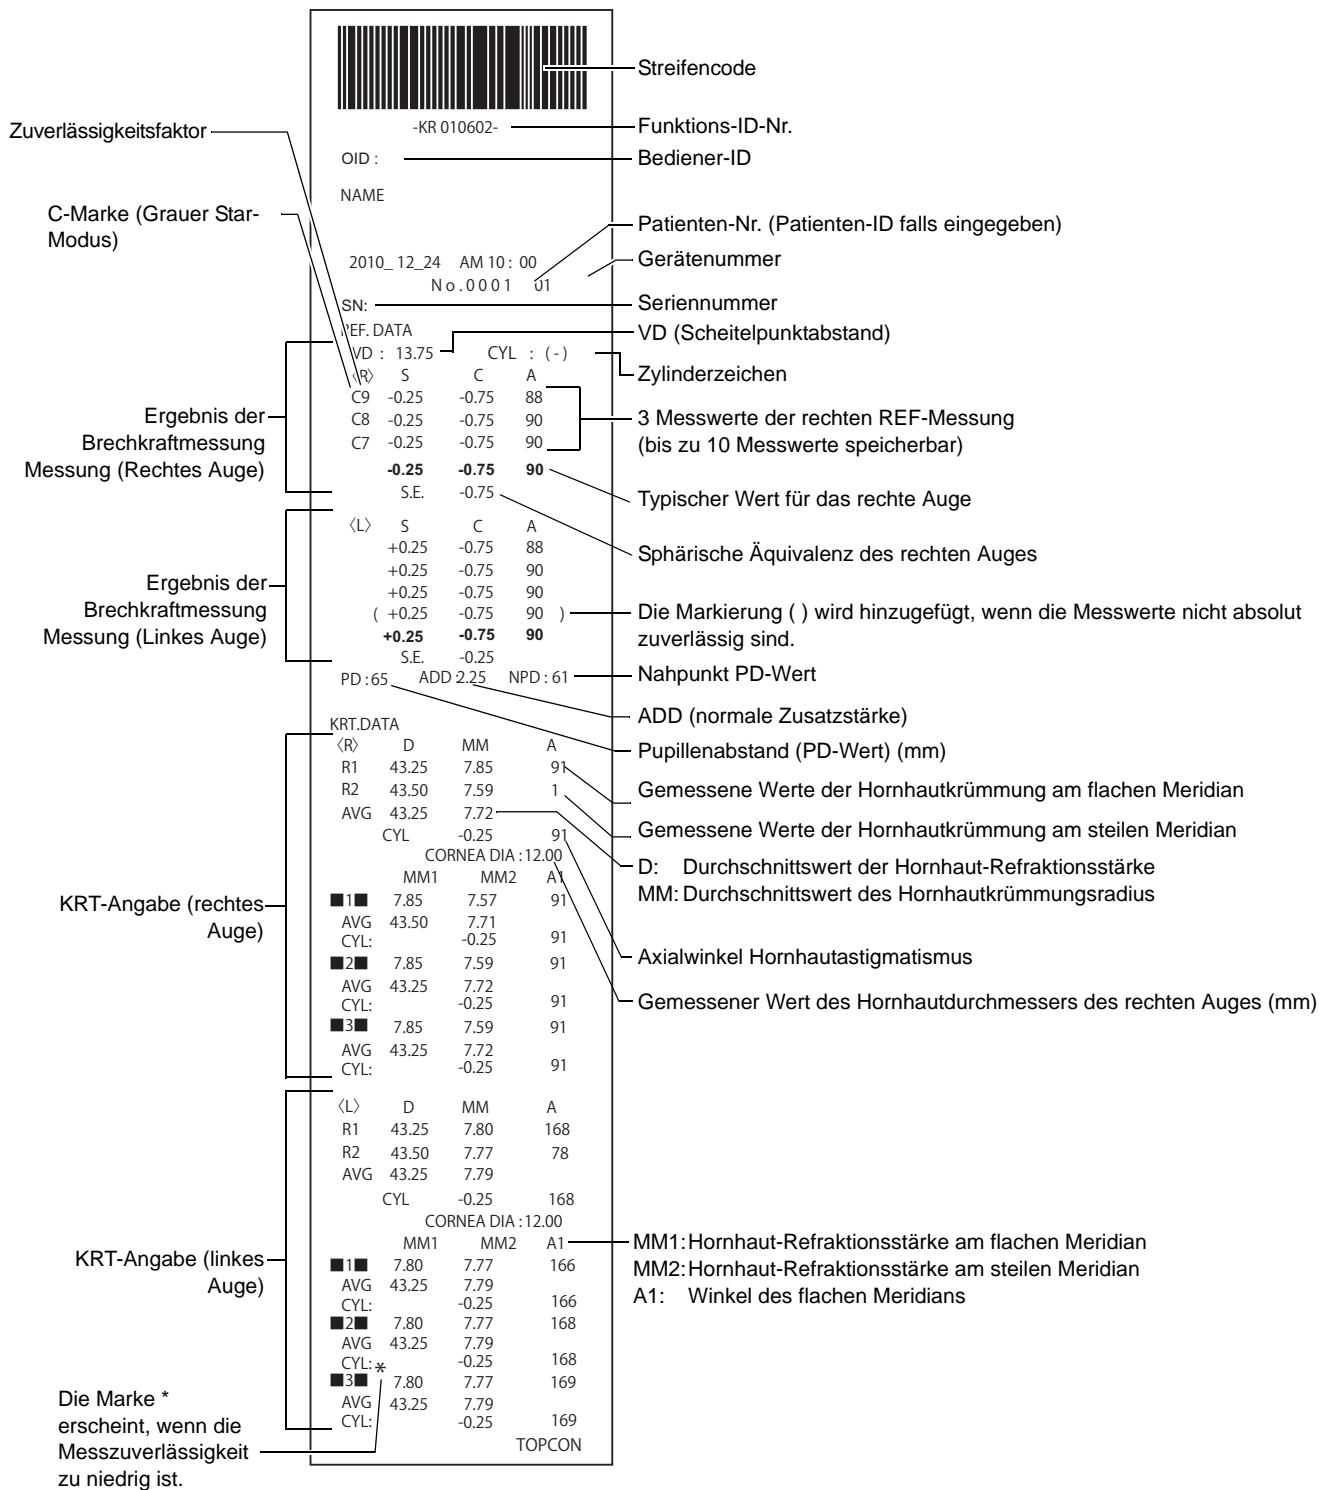 Streifencode
-KR 010602-
Funktions-ID-Nr.
Zuverlässigkeitsfaktor
OID :
Bediener-ID
NAME
C-Marke (Grauer Star-
Modus)
Patienten-Nr. (Patienten-ID falls eingegeben)
2010_12_24 AM 10 : 00
Gerätenummer
No.0001 01
SN:
Seriennummer
REF. DATA
VD (Scheitelpunktabstand)
VD : 13.75 CYL : (-)
Zylinderzeichen
〈R〉 S C A
C9 -0.25 -0.75 88
C8 -0.25 -0.75 90
C7 -0.25 -0.75 90
Ergebnis der
Brechkraftmessung
Messung (Rechtes Auge)
3 Messwerte der rechten REF-Messung
(bis zu 10 Messwerte speicherbar)
-0.25 -0.75 90
Typischer Wert für das rechte Auge
S.E. -0.75
Sphärische Äquivalenz des rechten Auges
〈L〉 S C A
+0.25 -0.75 88
+0.25 -0.75 90
+0.25 -0.75 90
( +0.25 -0.75 90 )
+0.25 -0.75 90
S.E. -0.25
Ergebnis der
Brechkraftmessung
Messung (Linkes Auge)
Die Markierung ( ) wird hinzugefügt, wenn die Messwerte nicht absolut
zuverlässig sind.
PD : 65 ADD : 2.25 NPD : 61
Nahpunkt PD-Wert
ADD (normale Zusatzstärke)
Pupillenabstand (PD-Wert) (mm)
KRT.DATA
〈R〉 D MM A
R1 43.25 7.85 91
Gemessene Werte der Hornhautkrümmung am flachen Meridian
R2 43.50 7.59 1
Gemessene Werte der Hornhautkrümmung am steilen Meridian
AVG 43.25 7.72
D: Durchschnittswert der Hornhaut-Refraktionsstärke
MM: Durchschnittswert des Hornhautkrümmungsradius
CYL -0.25 91
Axialwinkel Hornhautastigmatismus
CORNEA DIA : 12.00
Gemessener Wert des Hornhautdurchmessers des rechten Auges (mm)
MM1 MM2 A1
KRT-Angabe (rechtes
Auge)
■1■ 7.85 7.57 91
AVG 43.50 7.71
CYL: -0.25 91
■2■ 7.85 7.59 91
AVG 43.25 7.72
CYL: -0.25 91
■3■ 7.85 7.59 91
AVG 43.25 7.72
CYL: -0.25 91
〈L〉 D MM A
R1 43.25 7.80 168
R2 43.50 7.77 78
AVG 43.25 7.79
CYL -0.25 168
CORNEA DIA : 12.00
MM1 MM2 A1
MM1: Hornhaut-Refraktionsstärke am flachen Meridian
MM2: Hornhaut-Refraktionsstärke am steilen Meridian
A1: Winkel des flachen Meridians
KRT-Angabe (linkes
Auge)
■1■ 7.80 7.77 166
AVG 43.25 7.79
CYL: -0.25 166
■2■ 7.80 7.77 168
AVG 43.25 7.79
CYL: -0.25 168
■3■ * 7.80 7.77 169
AVG 43.25 7.79
CYL: -0.25 169
Die Marke *
erscheint, wenn die
Messzuverlässigkeit
zu niedrig ist.
TOPCON